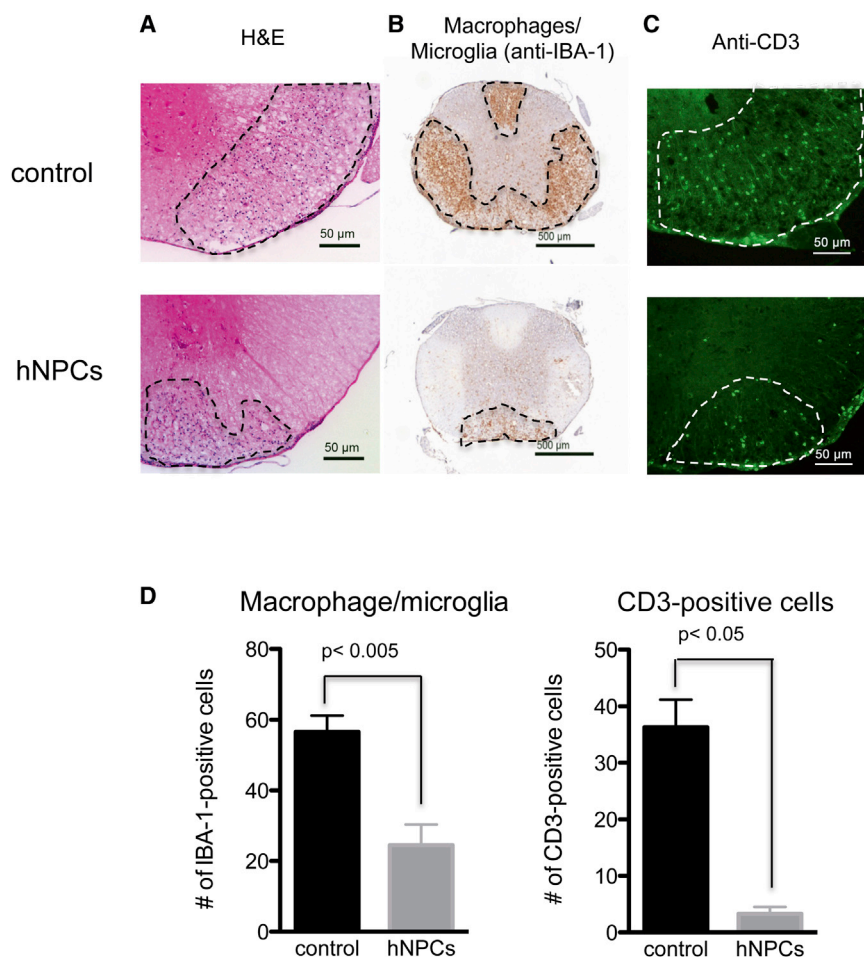 A
H&E
B
Macrophages/
Microglia (anti-IBA-1)
C
Anti-CD3
control
50 µm
500 µm
50 µm
hNPCs
50 µm
500 µm
50 µm
D
Macrophage/microglia
p< 0.005
# of IBA-1-positive cells
80
60
40
20
0
control
hNPCs
CD3-positive cells
p< 0.05
# of CD3-positive cells
50
40
30
20
10
0
control
hNPCs